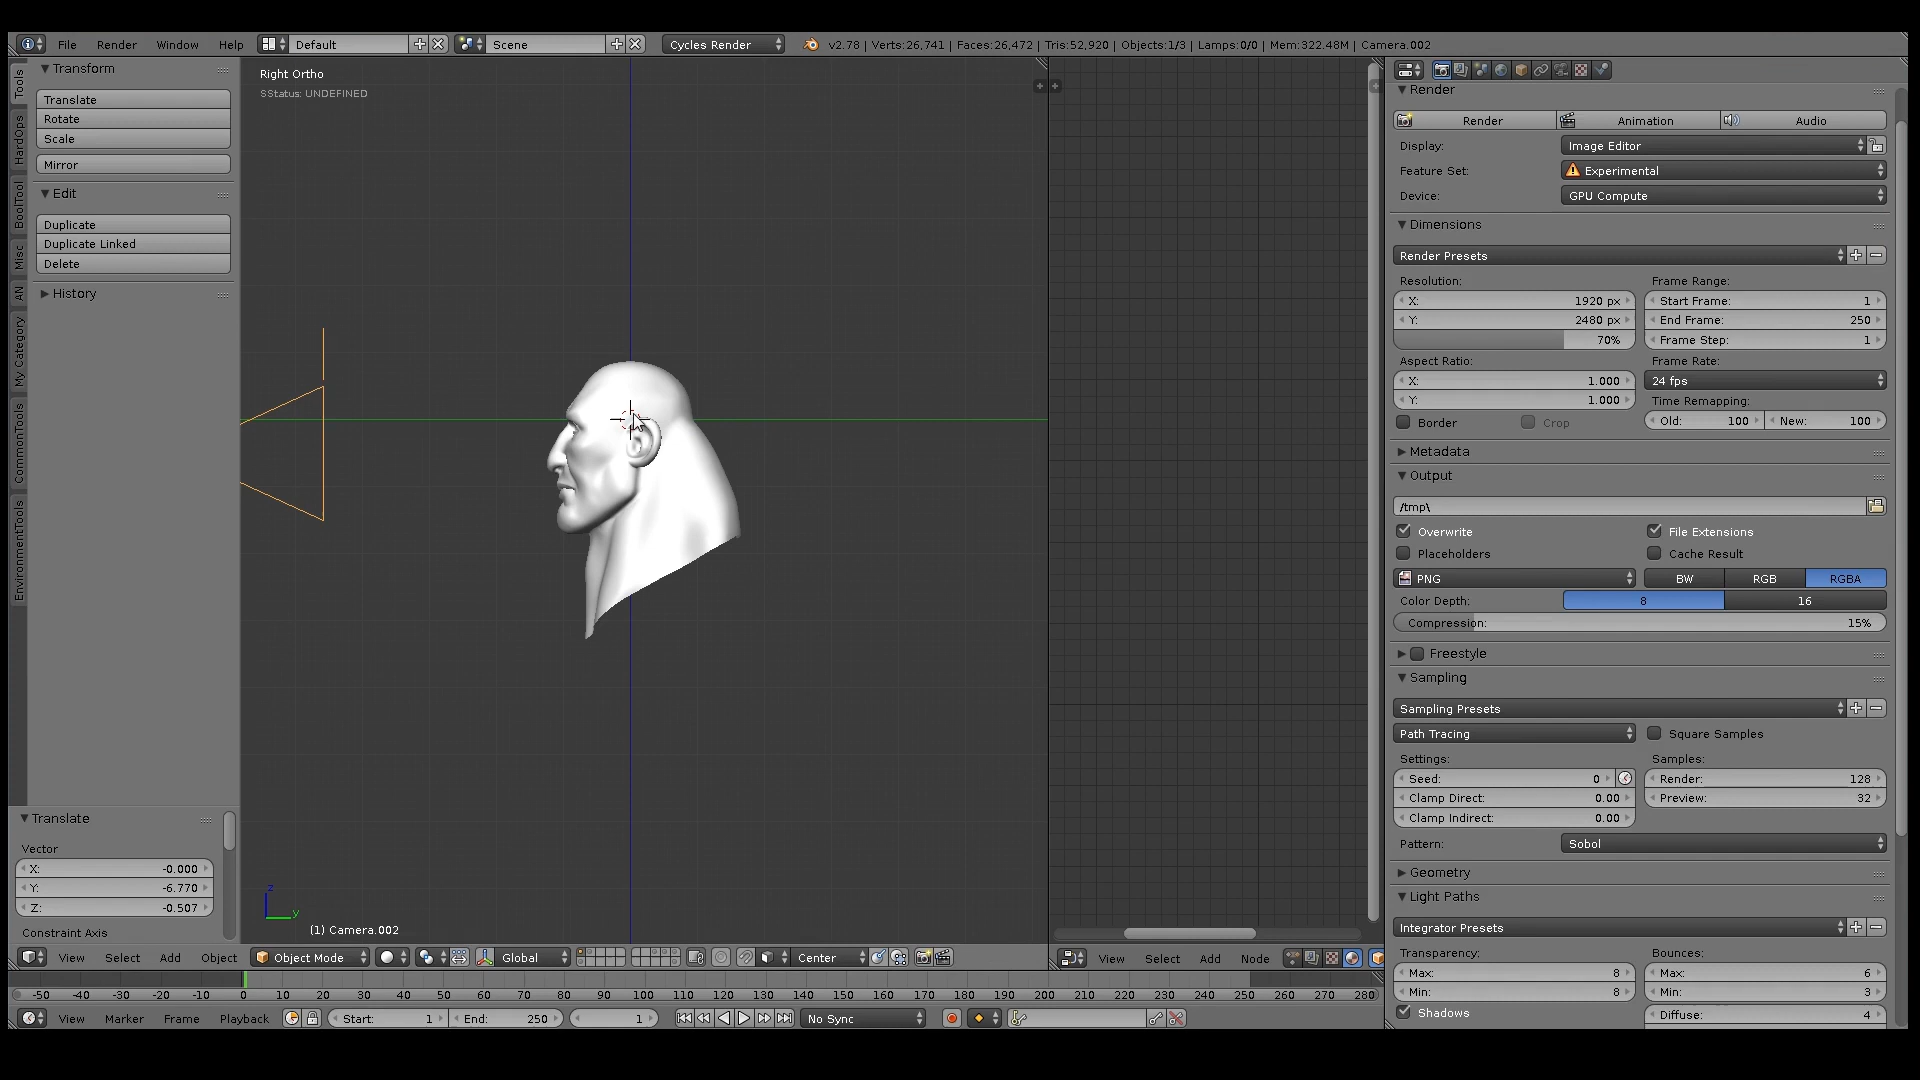 File Render Window Help Default Scene Cycles Render v2.78 | Verts:26,741 | Faces:26,472 | Tris:52,920 | Objects:1/3 | Lamps:0/0 | Mem:322.48M | Camera.002
Tools
HardOps
BoolTool
Misc
AN
My Category
CommonTools
EnvironmentTools
Transform
Translate
Rotate
Scale
Mirror
Edit
Duplicate
Duplicate Linked
Delete
History
Translate
Vector
X: -0.000
Y: -6.770
Z: -0.507
Constraint Axis
Right Ortho
SStatus: UNDEFINED
z
y
(1) Camera.002
View Select Add Object Object Mode Global Center
View Select Add Node
-50 -40 -30 -20 -10 0 10 20 30 40 50 60 70 80 90 100 110 120 130 140 150 160 170 180 190 200 210 220 230 240 250 260 270 280
View Marker Frame Playback Start: 1 End: 250 1 No Sync
Render
Render Animation Audio
Display: Image Editor
Feature Set: Experimental
Device: GPU Compute
Dimensions
Render Presets
Resolution: Frame Range:
X: 1920 px Start Frame: 1
Y: 2480 px End Frame: 250
70% Frame Step: 1
Aspect Ratio: Frame Rate:
X: 1.000 24 fps
Y: 1.000 Time Remapping:
Border Crop Old: 100 New: 100
Metadata
Output
/tmp\
Overwrite File Extensions
Placeholders Cache Result
PNG BW RGB RGBA
Color Depth: 8 16
Compression: 15%
Freestyle
Sampling
Sampling Presets
Path Tracing Square Samples
Settings: Samples:
Seed: 0 Render: 128
Clamp Direct: 0.00 Preview: 32
Clamp Indirect: 0.00
Pattern: Sobol
Geometry
Light Paths
Integrator Presets
Transparency: Bounces:
Max: 8 Max: 6
Min: 8 Min: 3
Shadows Diffuse: 4